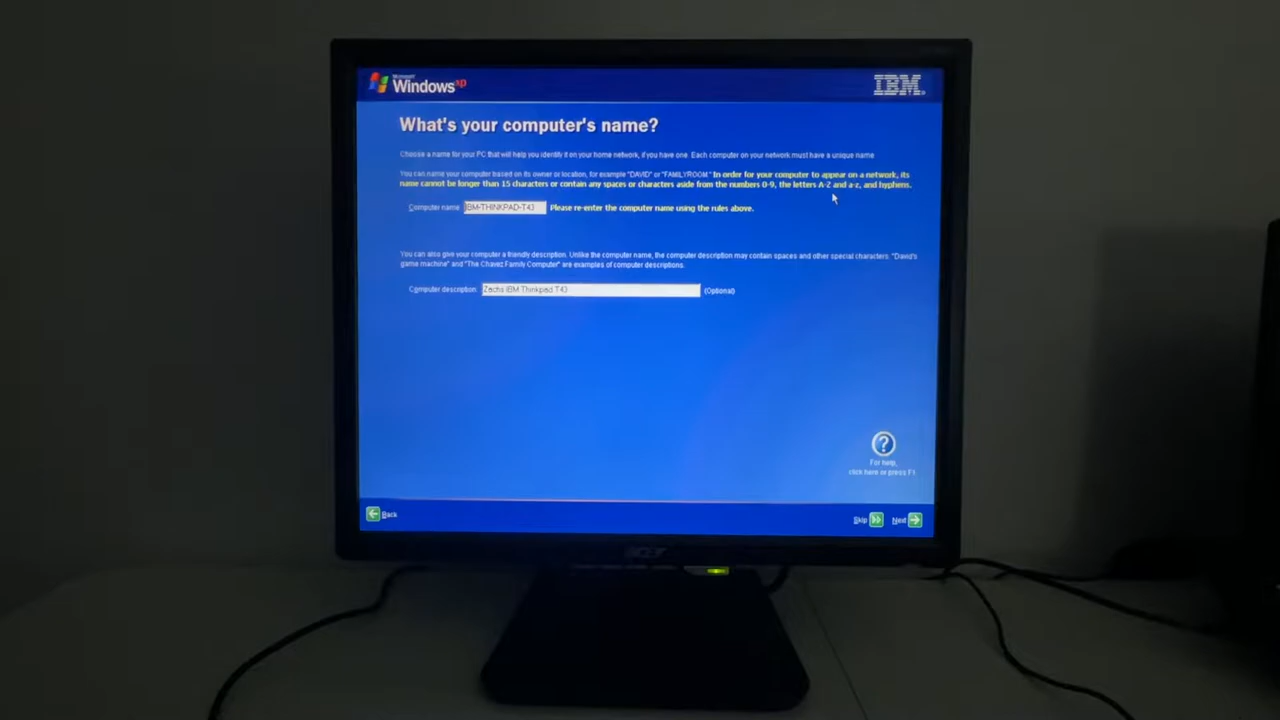 Microsoft
Windows xp
IBM
What's your computer's name?
Choose a name for your PC that will help you identify it on your home network, if you have one. Each computer on your network must have a unique name
You can name your computer based on its owner or location, for example "DAVID" or "FAMILYROOM." In order for your computer to appear on a network, its
name cannot be longer than 15 characters or contain any spaces or characters aside from the numbers 0-9, the letters A-Z and a-z, and hyphens.
Computer name: IBM-THINKPAD-T43 Please re-enter the computer name using the rules above.
You can also give your computer a friendly description. Unlike the computer name, the computer description may contain spaces and other special characters. "David's
game machine" and "The Chavez Family Computer" are examples of computer descriptions.
Computer description: Zachs IBM Thinkpad T43 (Optional)
For help,
click here or press F1
Back
Skip
Next
acer